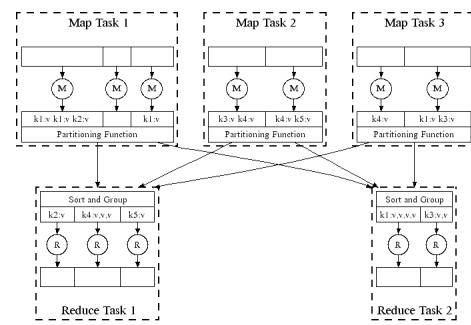 Map Task 1
Map Task 2
Map Task 3
M M M
M M
M M
k1:v k1:v k2:v k1:v
k3:v k4:v k4:v k5:v
k4:v k1:v k3:v
Partitioning Function
Partitioning Function
Partitioning Function
Sort and Group
Sort and Group
k2:v k4:v,v,v k5:v
k1:v,v,v,v k3:v,v
R R R
R R
Reduce Task 1
Reduce Task 2